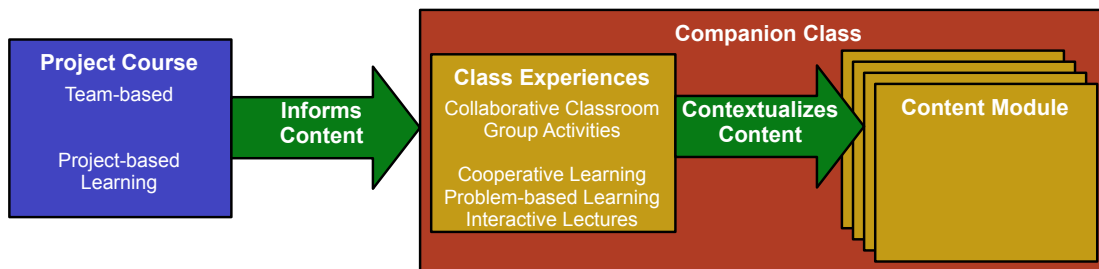 Project Course
Team-based
Project-based
Learning
Informs
Content
Companion Class
Class Experiences
Collaborative Classroom
Group Activities
Cooperative Learning
Problem-based Learning
Interactive Lectures
Contextualizes
Content
Content Module